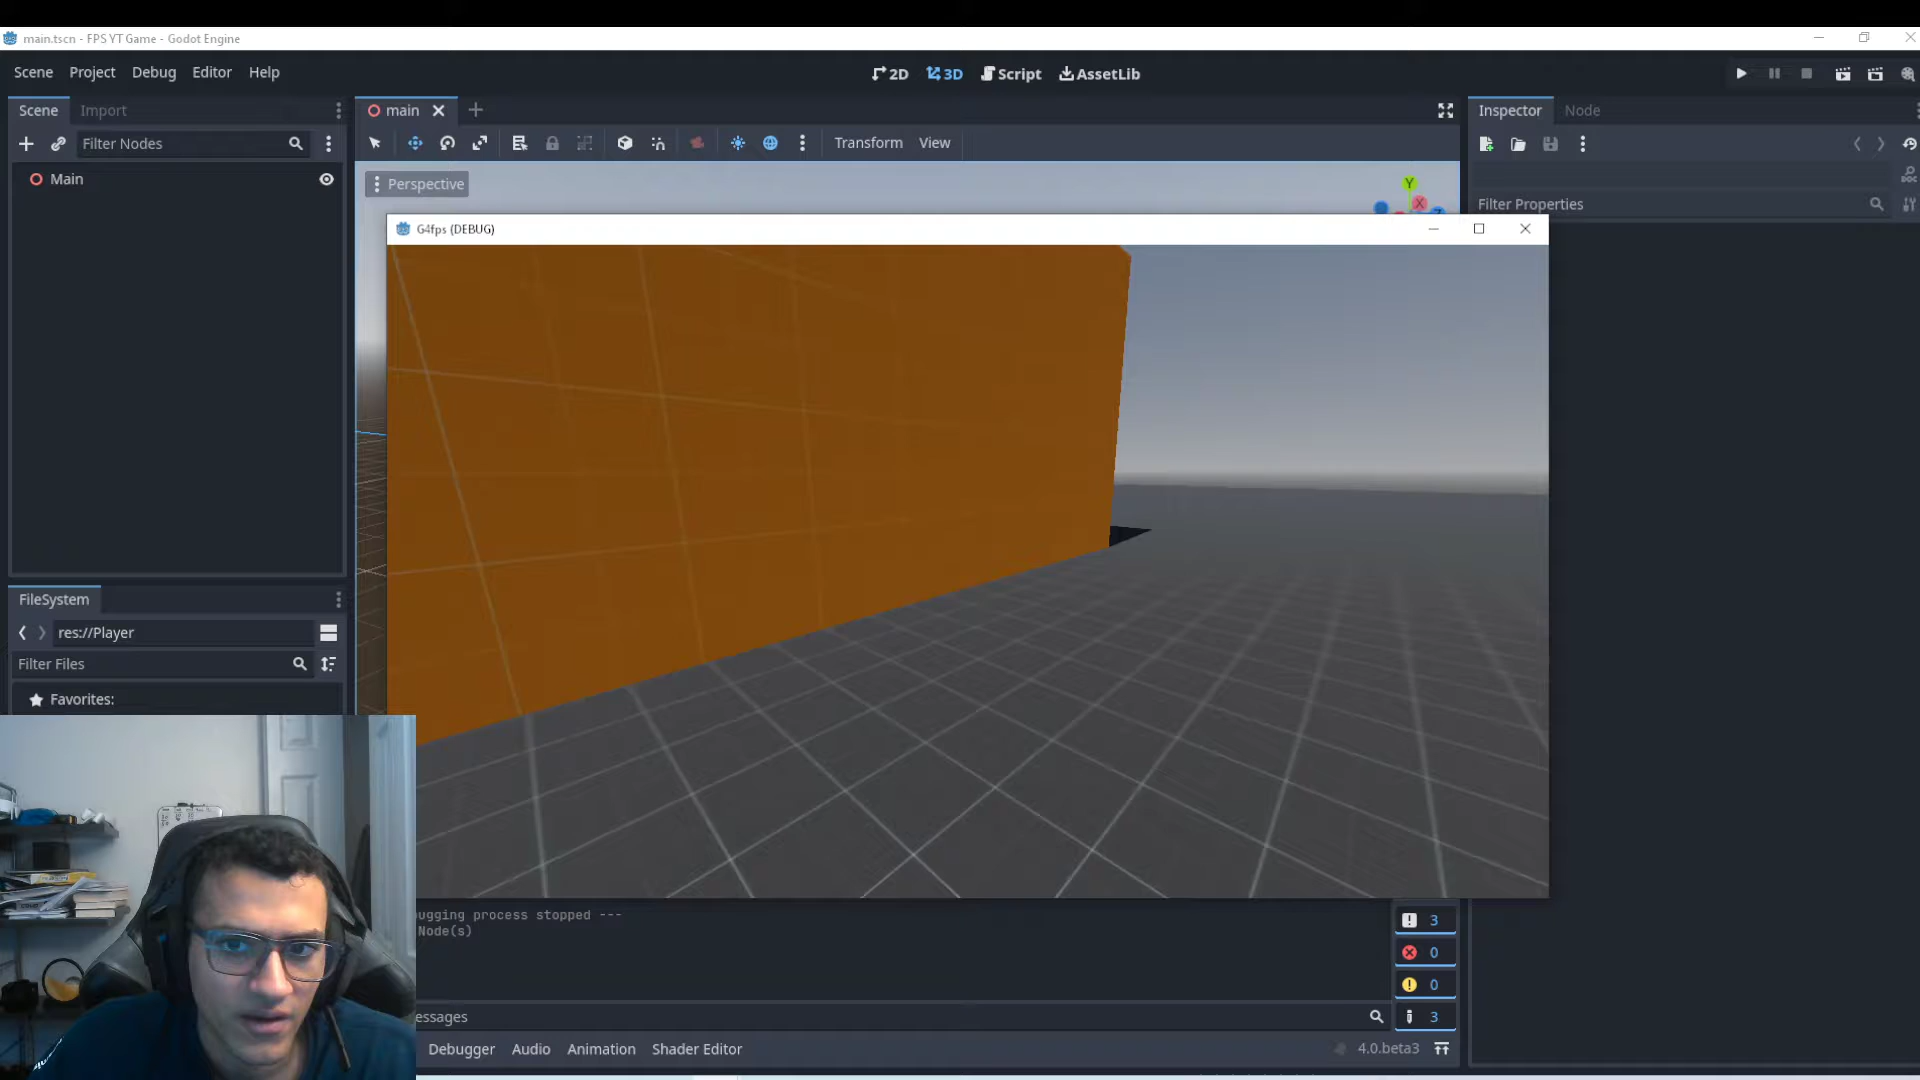 main.tscn - FPS YT Game - Godot Engine
Scene Project Debug Editor Help
2D 3D Script AssetLib
Scene Import
main
Inspector Node
Filter Nodes
Transform View
Main
Perspective
Y
X
Z
DOC
Filter Properties
G4fps (DEBUG)
FileSystem
res://Player
Filter Files
Favorites:
ugging process stopped ---
Node(s)
3
0
0
3
essages
Debugger Audio Animation Shader Editor
4.0.beta3